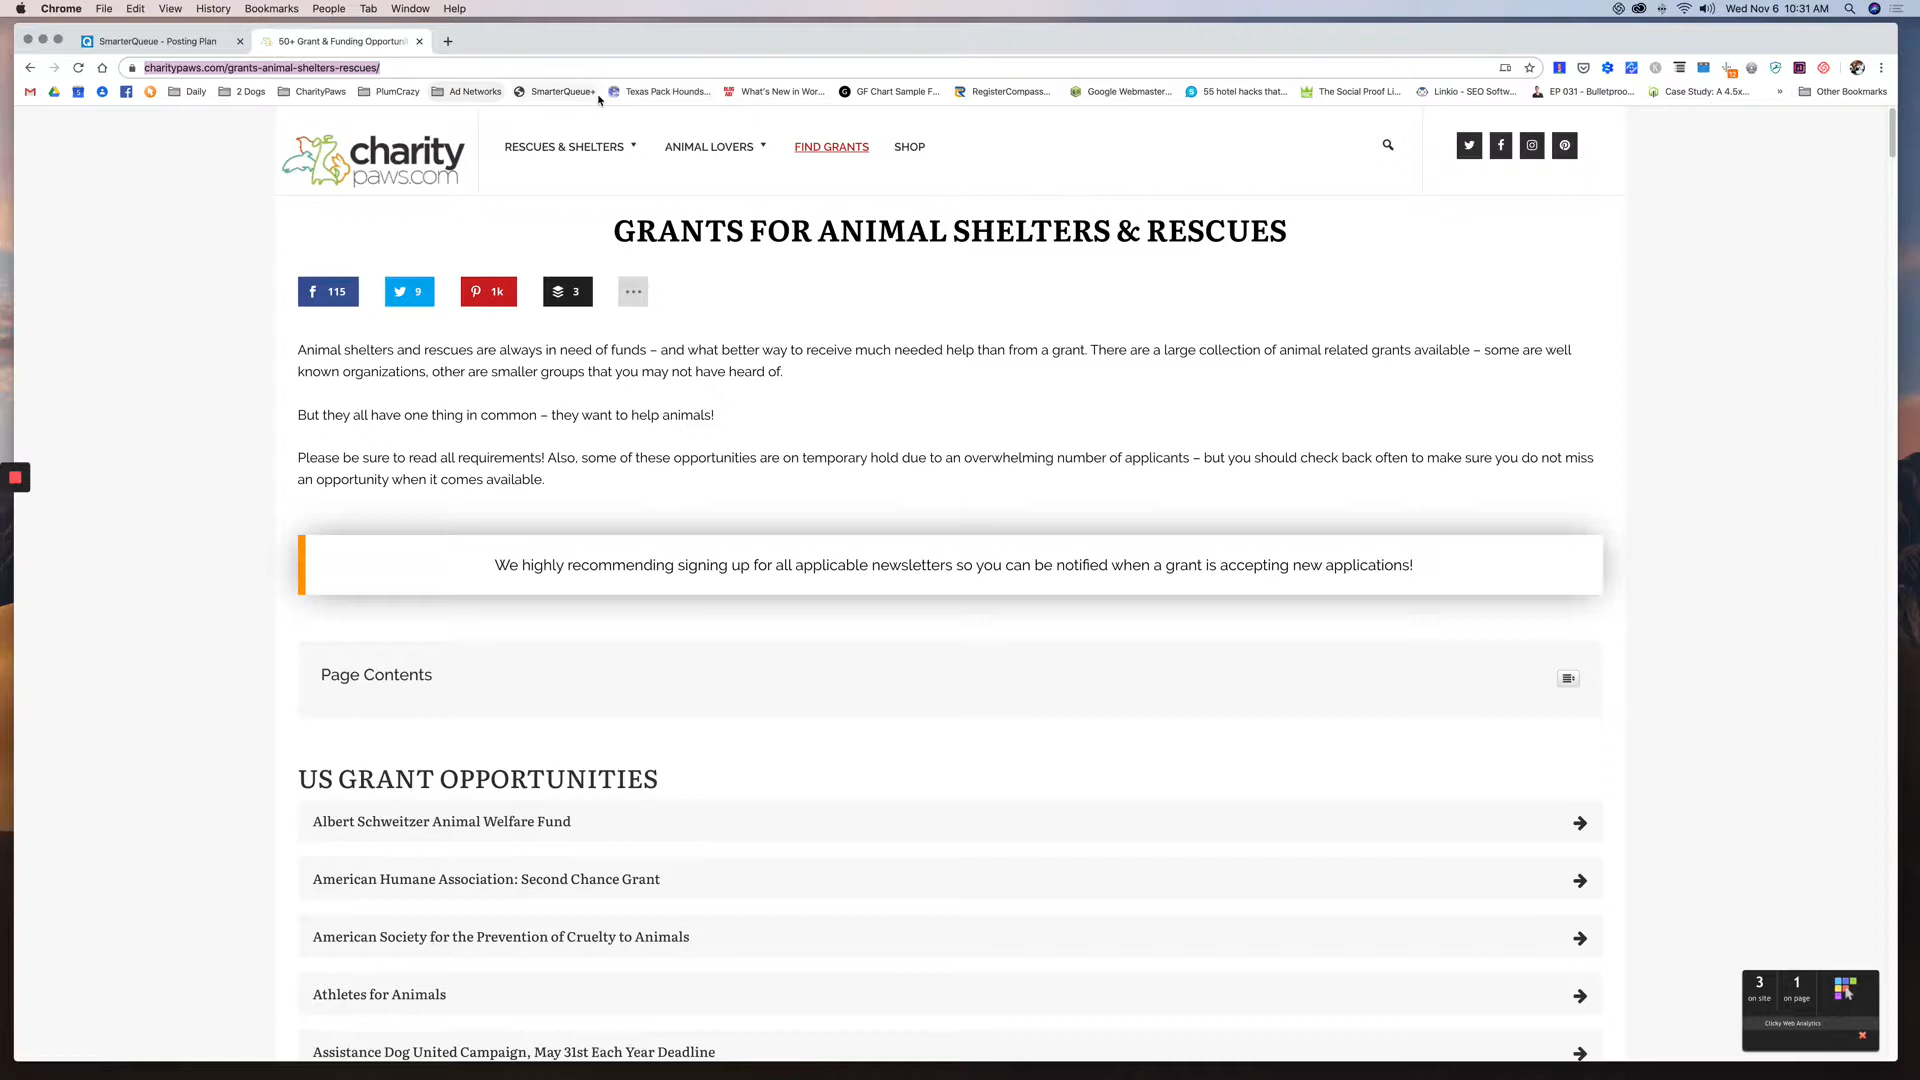 Chrome File Edit View History Bookmarks People Tab Window Help Wed Nov 6 10:31 AM
SmarterQueue - Posting Plan 50+ Grant & Funding Opportuni
charitypaws.com/grants-animal-shelters-rescues/
Daily 2 Dogs CharityPaws PlumCrazy Ad Networks SmarterQueue+ Texas Pack Hounds... What's New in Wor... GF Chart Sample F... RegisterCompass... Google Webmaster... 55 hotel hacks that... The Social Proof Li... Linkio - SEO Softw... EP 031 - Bulletproo... Case Study: A 4.5x... » Other Bookmarks
charity
paws.com
RESCUES & SHELTERS ANIMAL LOVERS FIND GRANTS SHOP
GRANTS FOR ANIMAL SHELTERS & RESCUES
115 9 1k 3
Animal shelters and rescues are always in need of funds – and what better way to receive much needed help than from a grant. There are a large collection of animal related grants available – some are well
known organizations, other are smaller groups that you may not have heard of.
But they all have one thing in common – they want to help animals!
Please be sure to read all requirements! Also, some of these opportunities are on temporary hold due to an overwhelming number of applicants – but you should check back often to make sure you do not miss
an opportunity when it comes available.
We highly recommending signing up for all applicable newsletters so you can be notified when a grant is accepting new applications!
Page Contents
US GRANT OPPORTUNITIES
Albert Schweitzer Animal Welfare Fund
American Humane Association: Second Chance Grant
American Society for the Prevention of Cruelty to Animals
Athletes for Animals
Assistance Dog United Campaign, May 31st Each Year Deadline
3 1
on site on page
Clicky Web Analytics